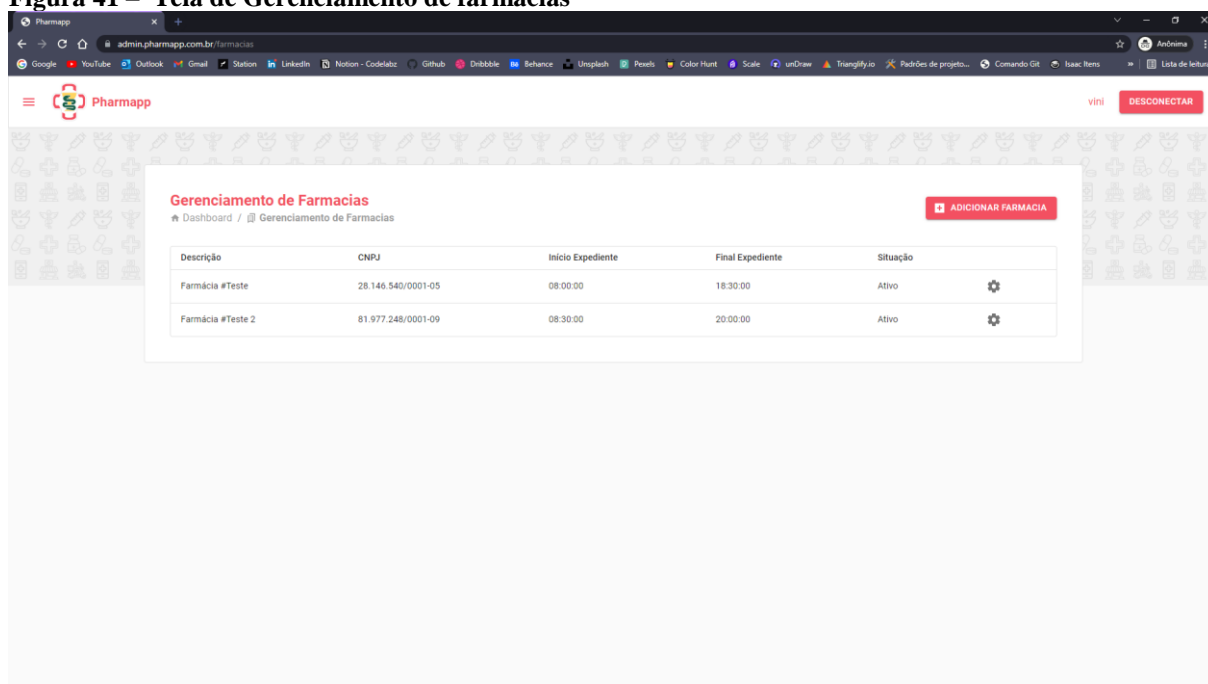 Figura 41 – Tela de Gerenciamento de farmacias
Pharmapp
admin.pharmapp.com.br/farmacias
Anônima
Google YouTube Outlook Gmail Station LinkedIn Notion - Codelabz Github Dribbble Behance Unsplash Pexels Color Hunt Scale unDraw Trianglify.io Padrões de projeto... Comando Git Isaac Itens » Lista de leitura
Pharmapp vini DESCONECTAR
Gerenciamento de Farmacias
ADICIONAR FARMACIA
Dashboard / Gerenciamento de Farmacias
Descrição CNPJ Início Expediente Final Expediente Situação
Farmácia #Teste 28.146.540/0001-05 08:00:00 18:30:00 Ativo
Farmácia #Teste 2 81.977.248/0001-09 08:30:00 20:00:00 Ativo